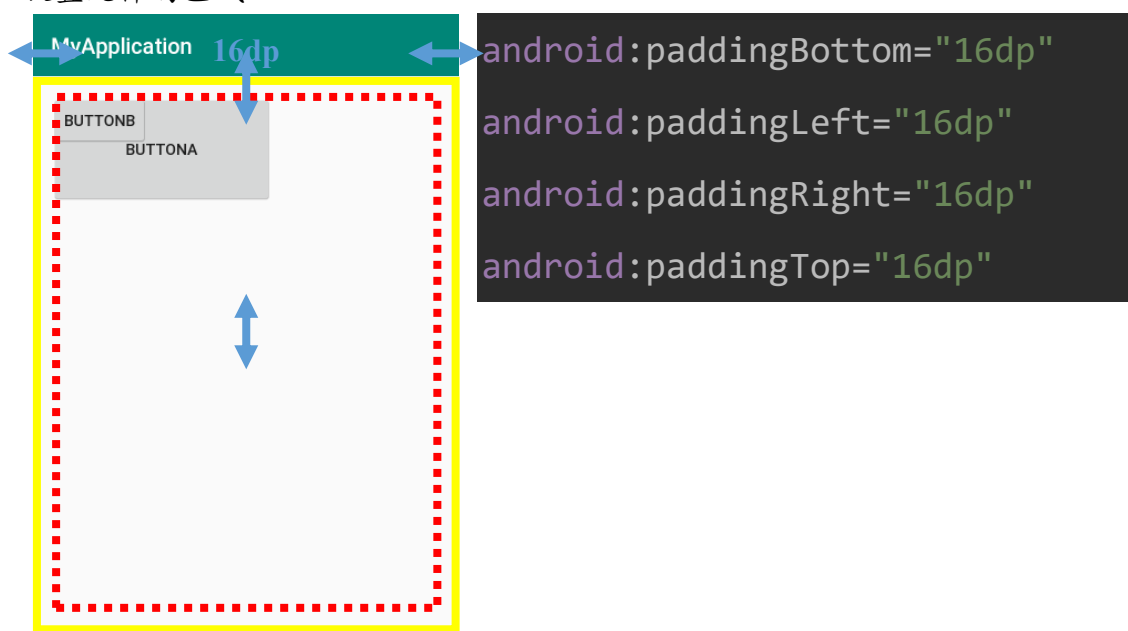 MyApplication 16dp
BUTTONB
BUTTONA
android:paddingBottom="16dp"
android:paddingLeft="16dp"
android:paddingRight="16dp"
android:paddingTop="16dp"